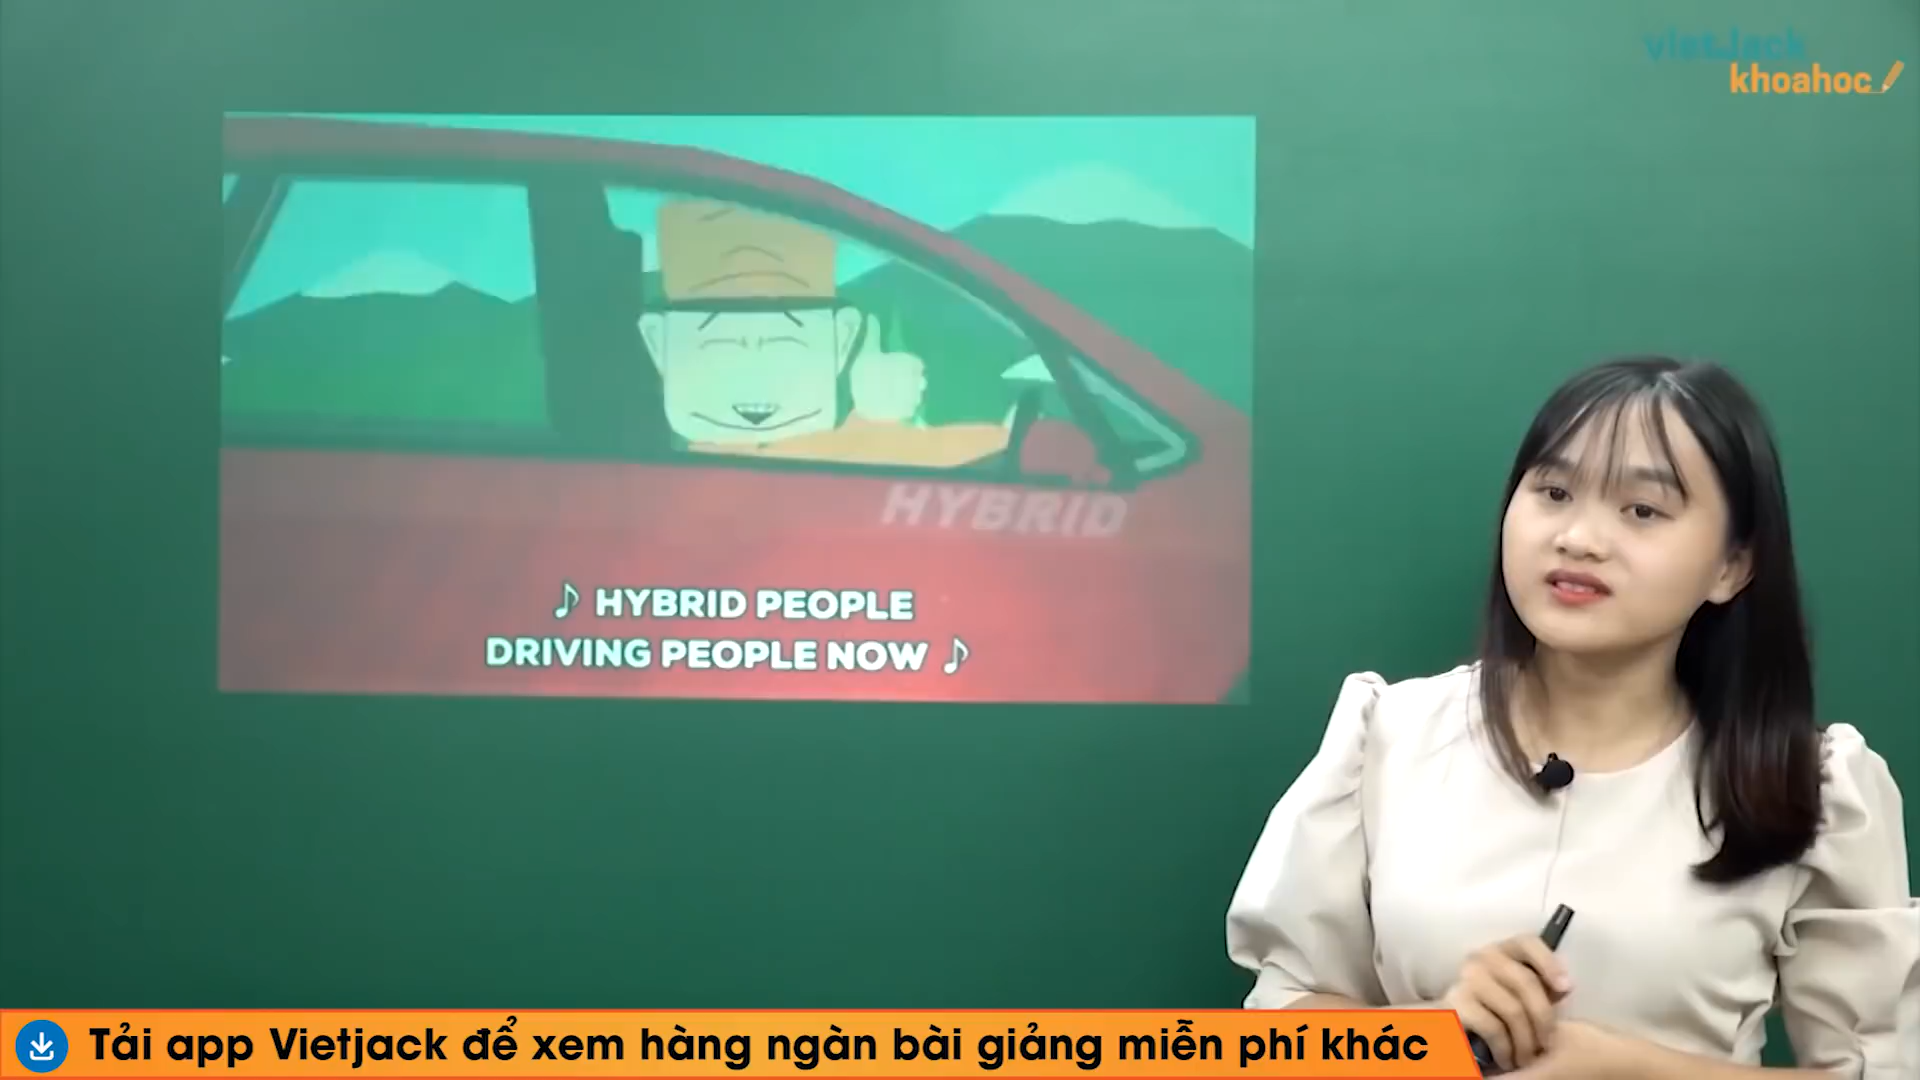 vietJack
khoahoc
HYBRID
♪ HYBRID PEOPLE
DRIVING PEOPLE NOW ♪
Tải app Vietjack để xem hàng ngàn bài giảng miễn phí khác